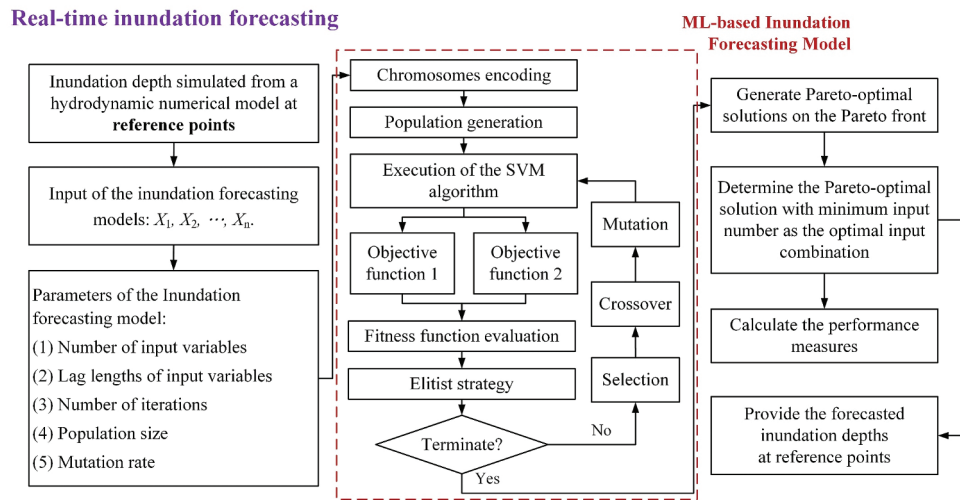 Real-time inundation forecasting
ML-based Inundation
Forecasting Model
Inundation depth simulated from a
hydrodynamic numerical model at
reference points
Input of the inundation forecasting
models: X1, X2, ⋯, Xn.
Parameters of the Inundation
forecasting model:
(1) Number of input variables
(2) Lag lengths of input variables
(3) Number of iterations
(4) Population size
(5) Mutation rate
Chromosomes encoding
Population generation
Execution of the SVM
algorithm
Objective
function 1
Objective
function 2
Fitness function evaluation
Elitist strategy
Terminate?
No
Yes
Selection
Crossover
Mutation
Generate Pareto-optimal
solutions on the Pareto front
Determine the Pareto-optimal
solution with minimum input
number as the optimal input
combination
Calculate the performance
measures
Provide the forecasted
inundation depths
at reference points